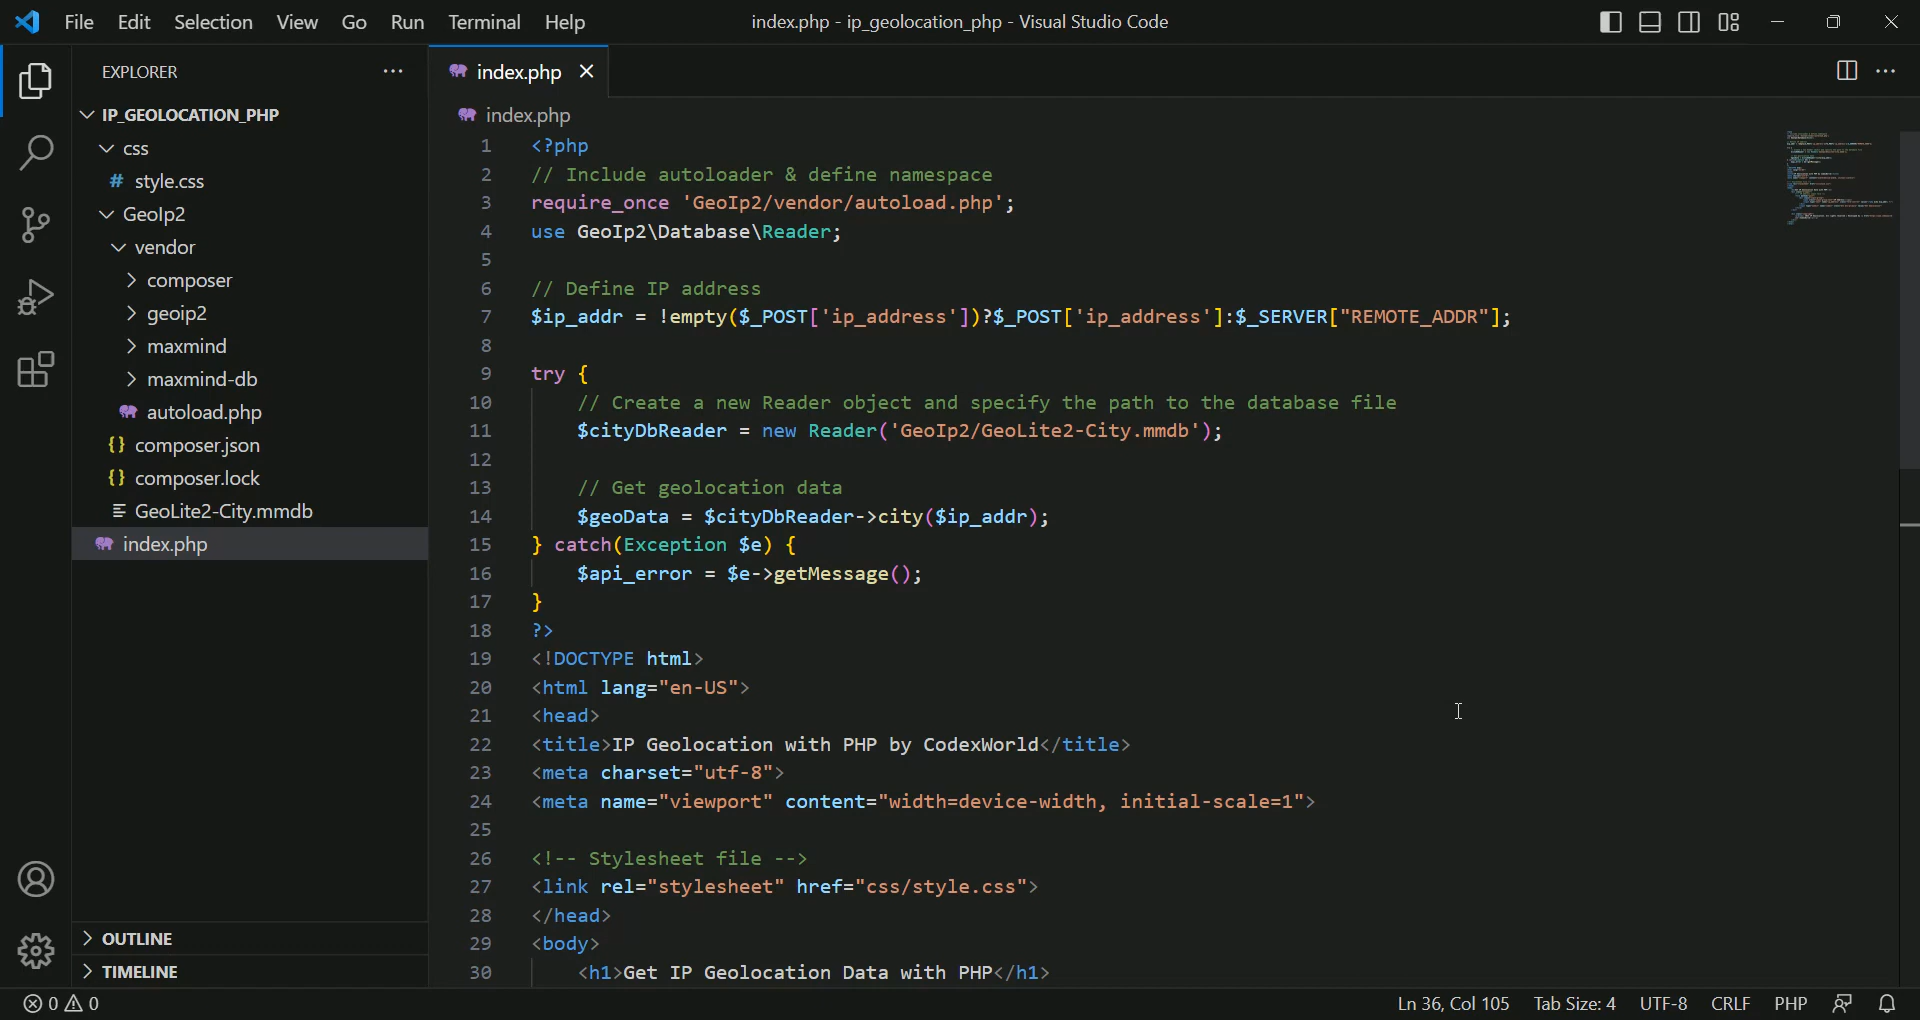 File Edit Selection View Go Run Terminal Help
index.php - ip_geolocation_php - Visual Studio Code
EXPLORER
IP_GEOLOCATION_PHP
css
# style.css
GeoIp2
vendor
composer
geoip2
maxmind
maxmind-db
autoload.php
{} composer.json
{} composer.lock
GeoLite2-City.mmdb
index.php
OUTLINE
TIMELINE
index.php
index.php
1 <?php
2 // Include autoloader & define namespace
3 require_once 'GeoIp2/vendor/autoload.php';
4 use GeoIp2\Database\Reader;
5
6 // Define IP address
7 $ip_addr = !empty($_POST['ip_address'])?$_POST['ip_address']:$_SERVER["REMOTE_ADDR"];
8
9 try {
10 // Create a new Reader object and specify the path to the database file
11 $cityDbReader = new Reader('GeoIp2/GeoLite2-City.mmdb');
12
13 // Get geolocation data
14 $geoData = $cityDbReader->city($ip_addr);
15 } catch(Exception $e) {
16 $api_error = $e->getMessage();
17 }
18 ?>
19 <!DOCTYPE html>
20 <html lang="en-US">
21 <head>
22 <title>IP Geolocation with PHP by CodexWorld</title>
23 <meta charset="utf-8">
24 <meta name="viewport" content="width=device-width, initial-scale=1">
25
26 <!-- Stylesheet file -->
27 <link rel="stylesheet" href="css/style.css">
28 </head>
29 <body>
30 <h1>Get IP Geolocation Data with PHP</h1>
0 0
Ln 36, Col 105 Tab Size: 4 UTF-8 CRLF PHP